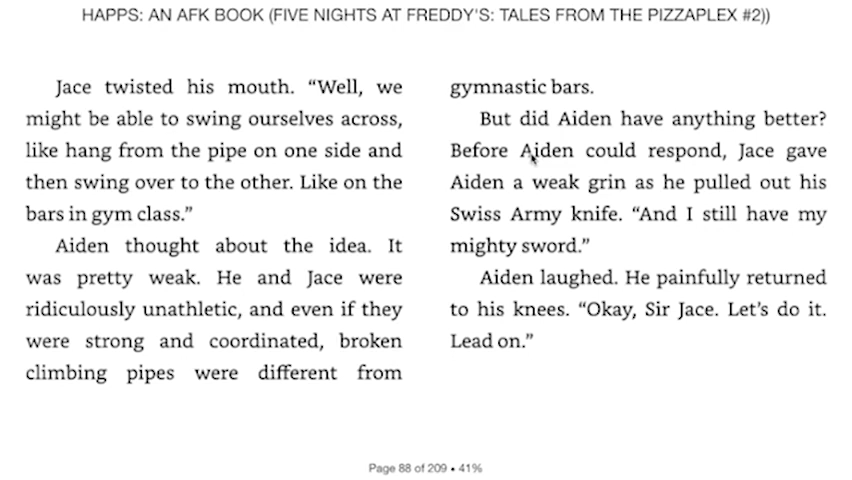 HAPPS: AN AFK BOOK (FIVE NIGHTS AT FREDDY'S: TALES FROM THE PIZZAPLEX #2))
Jace twisted his mouth. “Well, we
might be able to swing ourselves across,
like hang from the pipe on one side and
then swing over to the other. Like on the
bars in gym class.”
Aiden thought about the idea. It
was pretty weak. He and Jace were
ridiculously unathletic, and even if they
were strong and coordinated, broken
climbing pipes were different from
gymnastic bars.
But did Aiden have anything better?
Before Aiden could respond, Jace gave
Aiden a weak grin as he pulled out his
Swiss Army knife. “And I still have my
mighty sword.”
Aiden laughed. He painfully returned
to his knees. “Okay, Sir Jace. Let’s do it.
Lead on.”
Page 88 of 209 • 41%